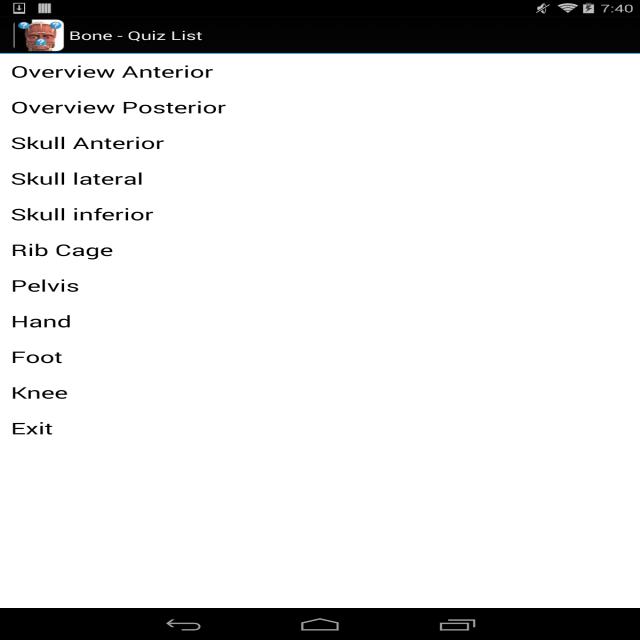 7:40
Bone - Quiz List
Overview Anterior
Overview Posterior
Skull Anterior
Skull lateral
Skull inferior
Rib Cage
Pelvis
Hand
Foot
Knee
Exit